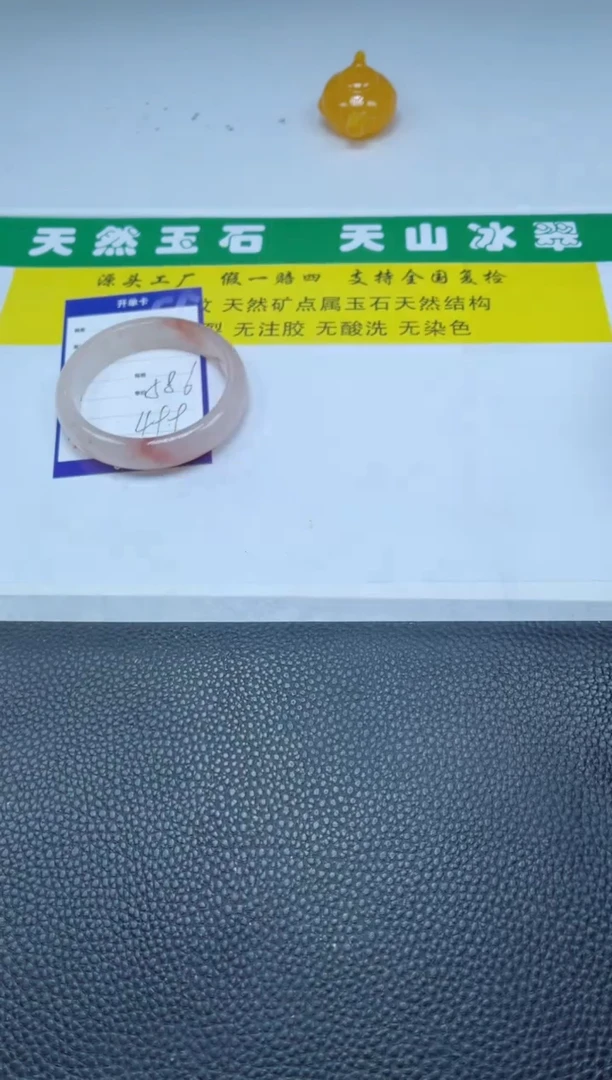 天然玉石 天山冰翠
源头工厂 假一赔四 支持全国复检
开单卡
纹 天然矿点属玉石天然结构
裂 无注胶 无酸洗 无染色